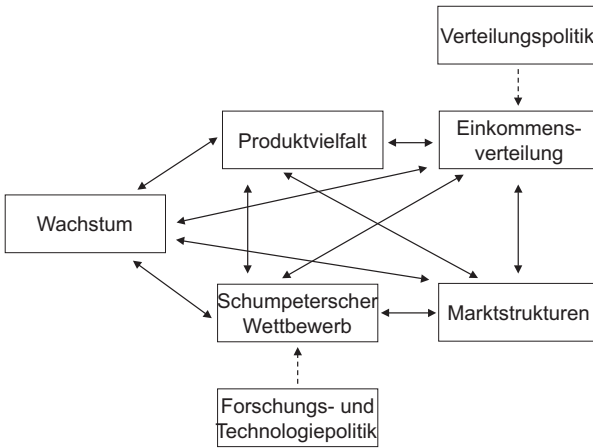 Verteilungspolitik
Produktvielfalt
Einkommens-
verteilung
Wachstum
Schumpeterscher
Wettbewerb
Marktstrukturen
Forschungs- und
Technologiepolitik